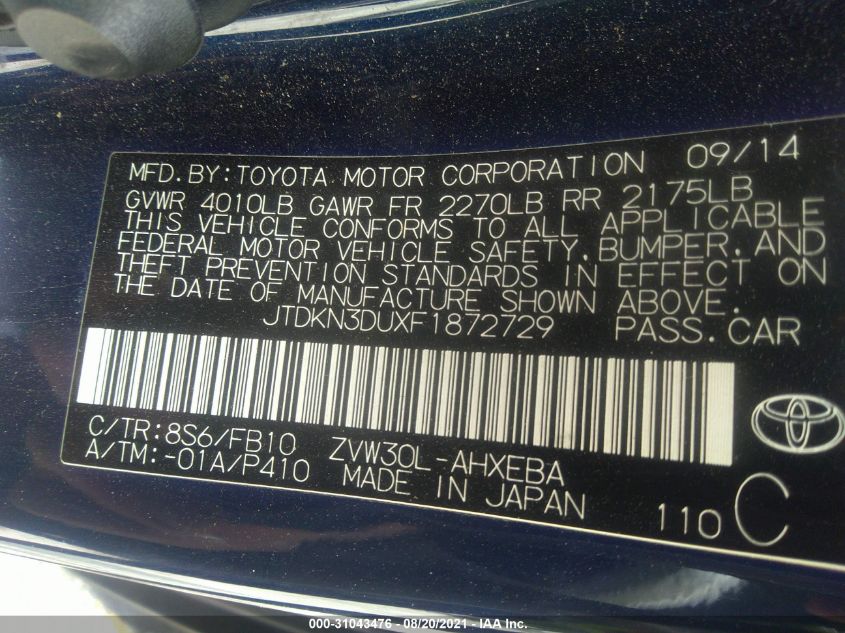 MFD.BY:TOYOTA MOTOR CORPORATION 09/14
GVWR 4010LB GAWR FR 2270LB RR 2175LB
THIS VEHICLE CONFORMS TO ALL APPLICABLE
FEDERAL MOTOR VEHICLE SAFETY,BUMPER,AND
THEFT PREVENTION STANDARDS IN EFFECT ON
THE DATE OF MANUFACTURE SHOWN ABOVE.
JTDKN3DUXF1872729 PASS.CAR
C/TR:8S6/FB10 ZVW30L-AHXEBA
A/TM:-01A/P410 MADE IN JAPAN
110 C
000-31043476 - 08/20/2021 - © IAA, Inc.